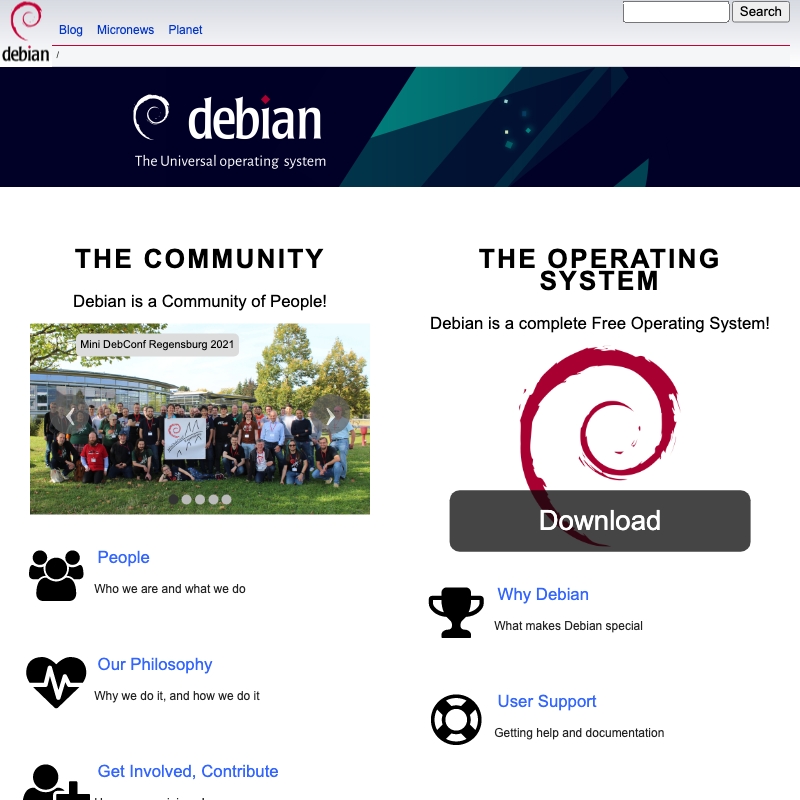 Blog Micronews Planet
Search
debian
/
debian
The Universal operating system
THE COMMUNITY
Debian is a Community of People!
Mini DebConf Regensburg 2021
People
Who we are and what we do
Our Philosophy
Why we do it, and how we do it
Get Involved, Contribute
THE OPERATING
SYSTEM
Debian is a complete Free Operating System!
Download
Why Debian
What makes Debian special
User Support
Getting help and documentation